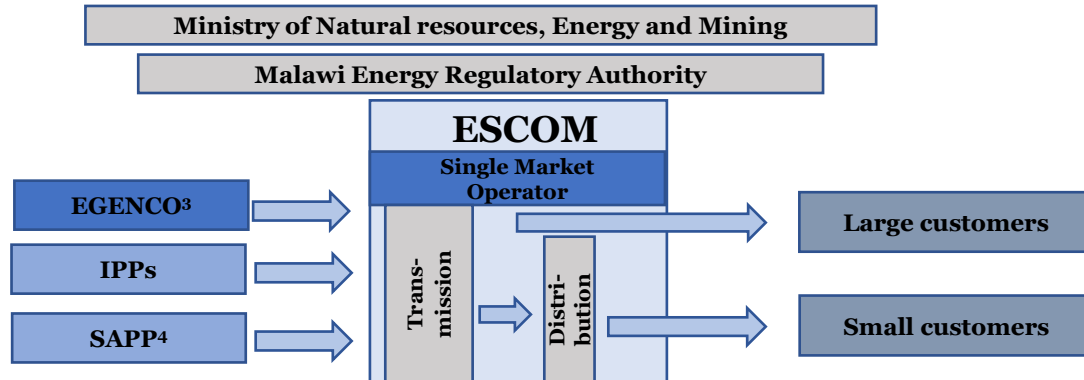 Ministry of Natural resources, Energy and Mining
Malawi Energy Regulatory Authority
ESCOM
Single Market
Operator
EGENCO³
IPPs
SAPP⁴
Trans-
mission
Distri-
bution
Large customers
Small customers